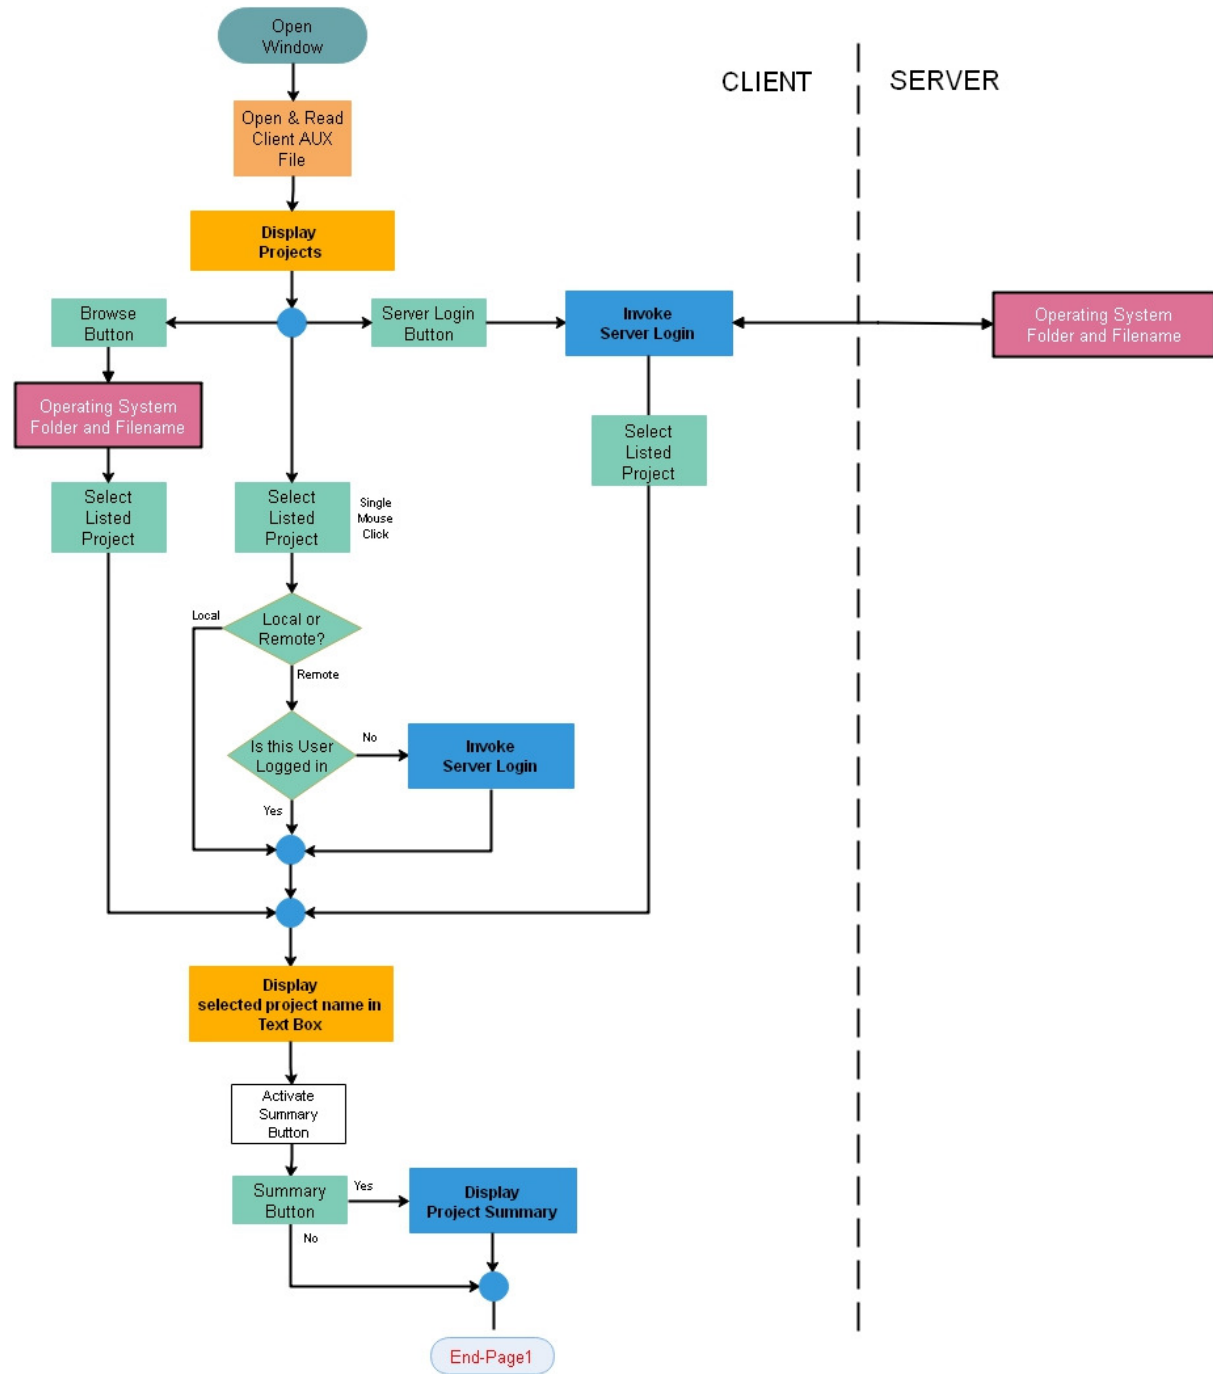 Open
Window
CLIENT
SERVER
Open & Read
Client AUX
File
Display
Projects
Browse
Button
Server Login
Button
Invoke
Server Login
Operating System
Folder and Filename
Operating System
Folder and Filename
Select
Listed
Project
Select
Listed
Project
Select
Listed
Project
Single
Mouse
Click
Local
Local or
Remote?
Remote
Is this User
Logged in
No
Invoke
Server Login
Yes
Display
selected project name in
Text Box
Activate
Summary
Button
Summary
Button
Yes
Display
Project Summary
No
End-Page1